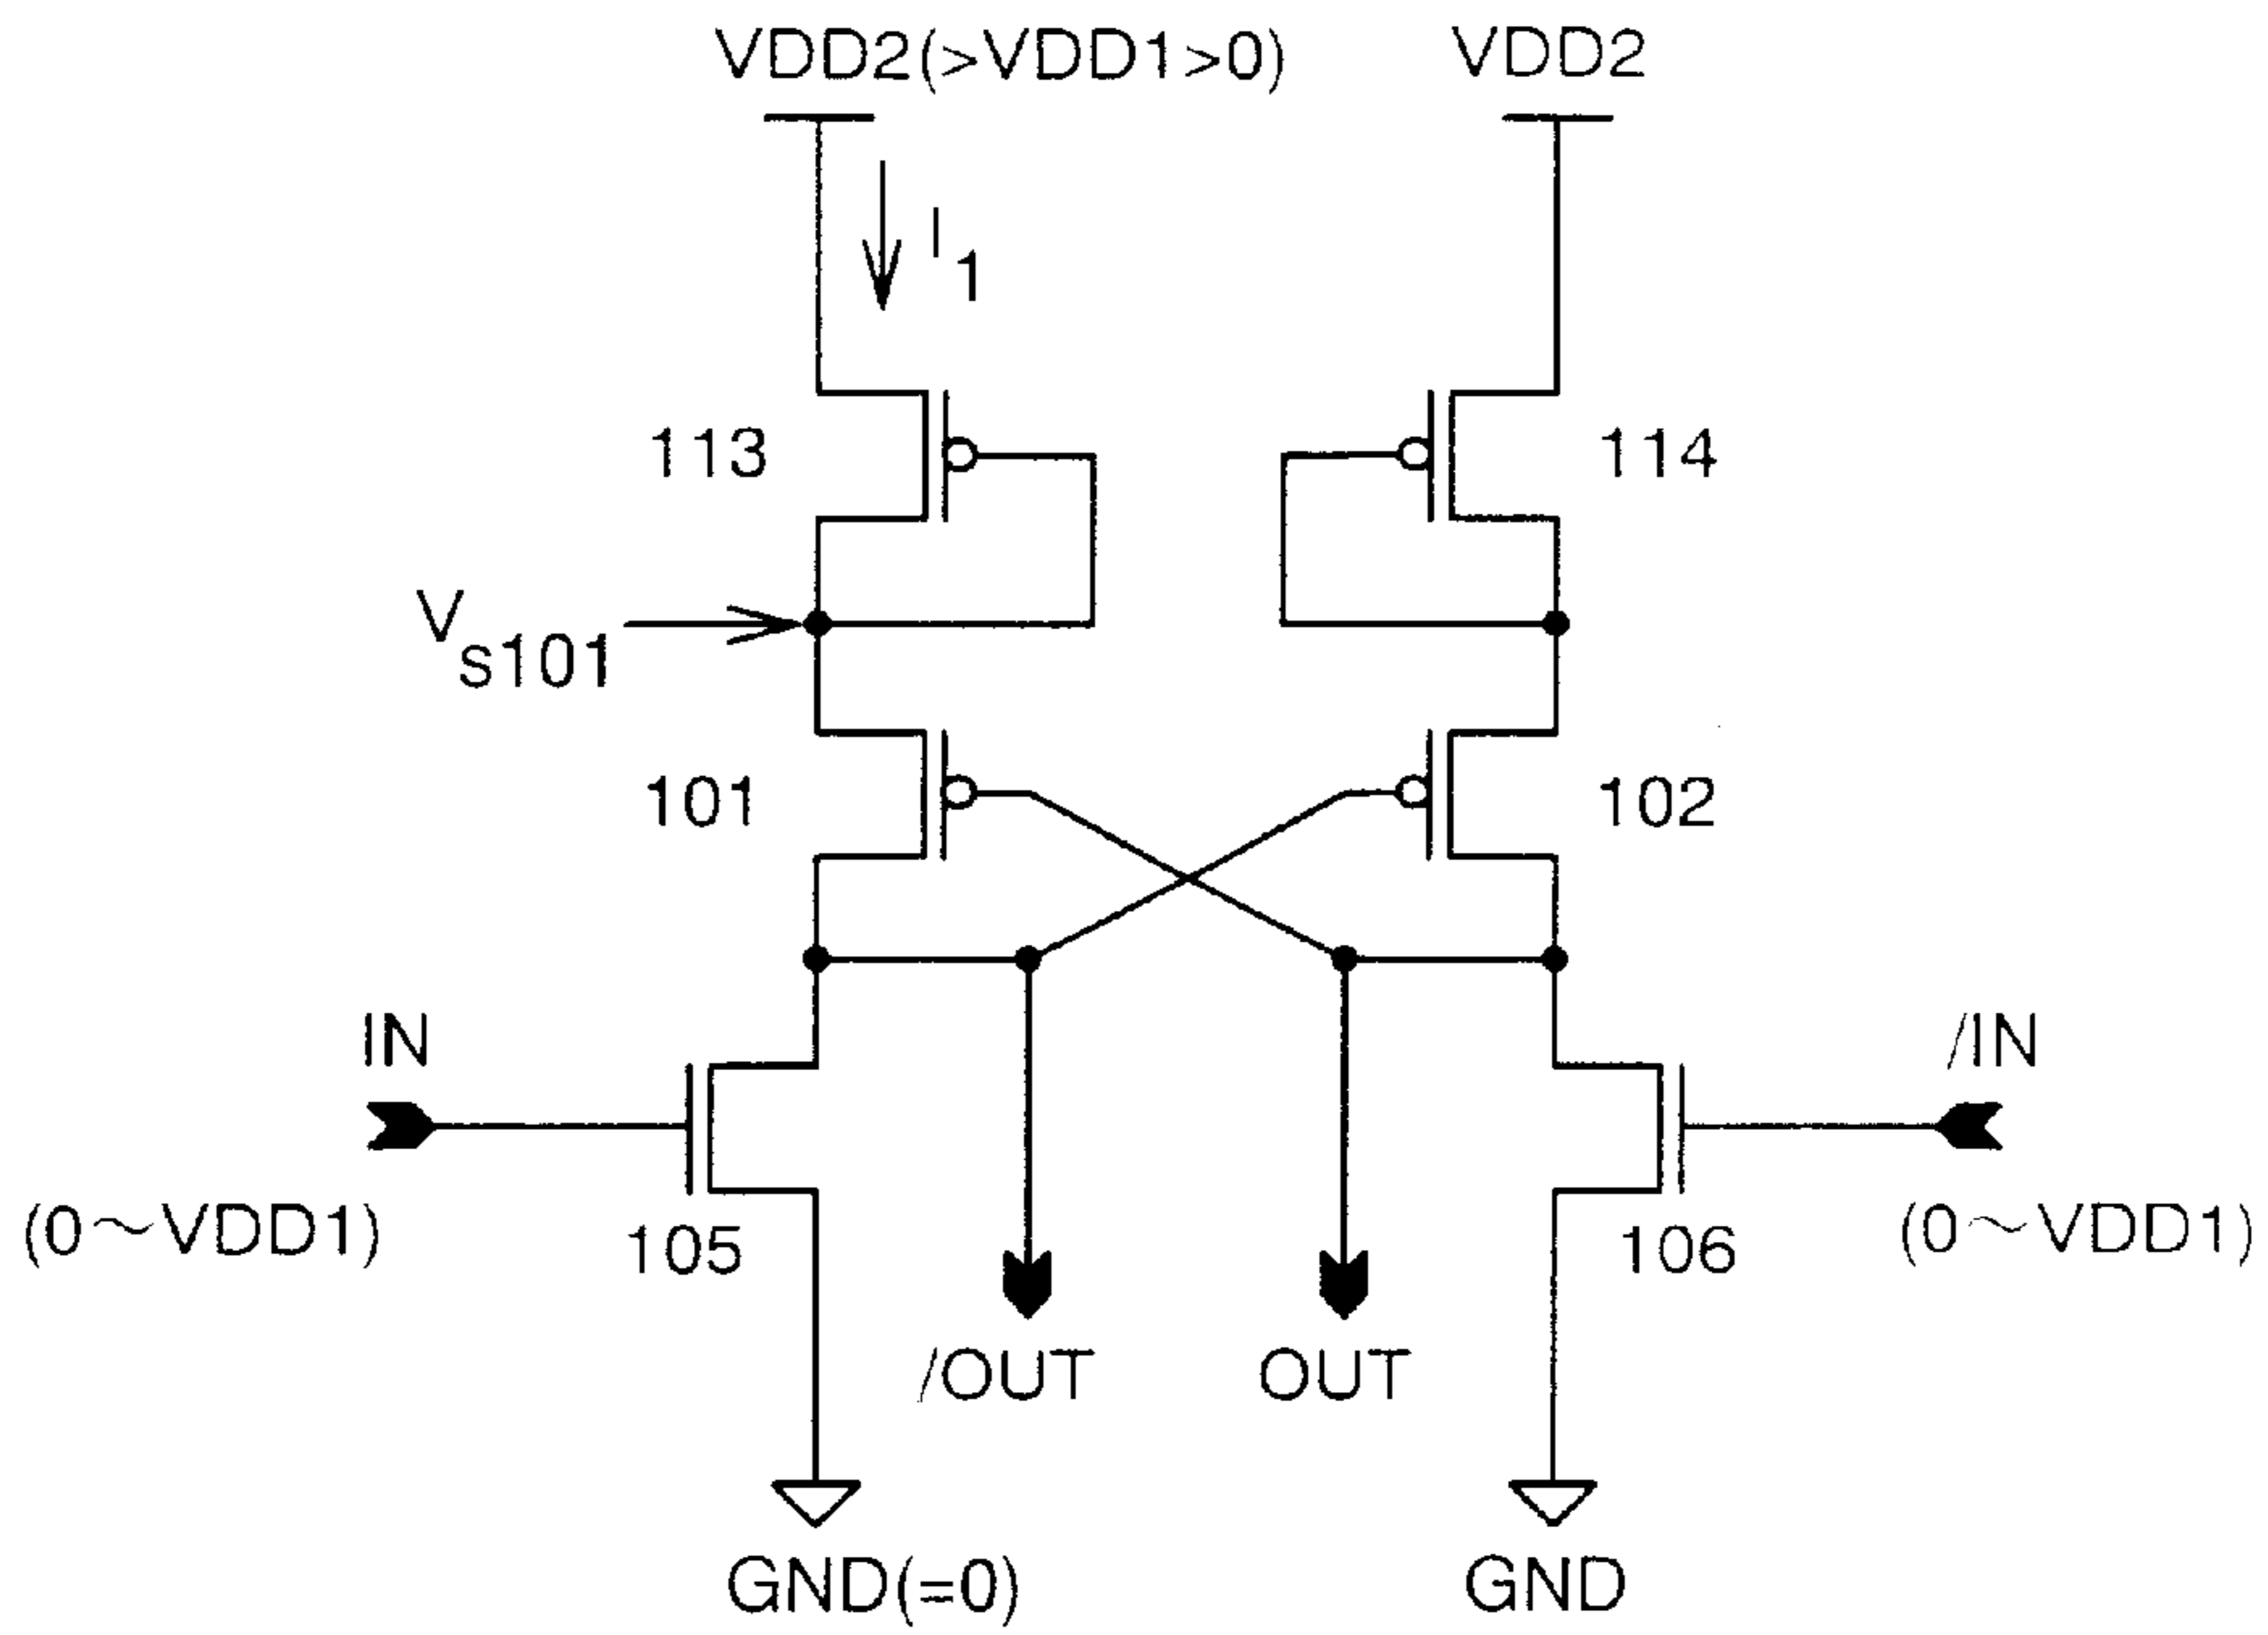 VDD2(>VDD1>0) VDD2
I1
113 114
VS101
101 102
IN /IN
(0～VDD1) (0～VDD1)
105 106
/OUT OUT
GND(=0) GND